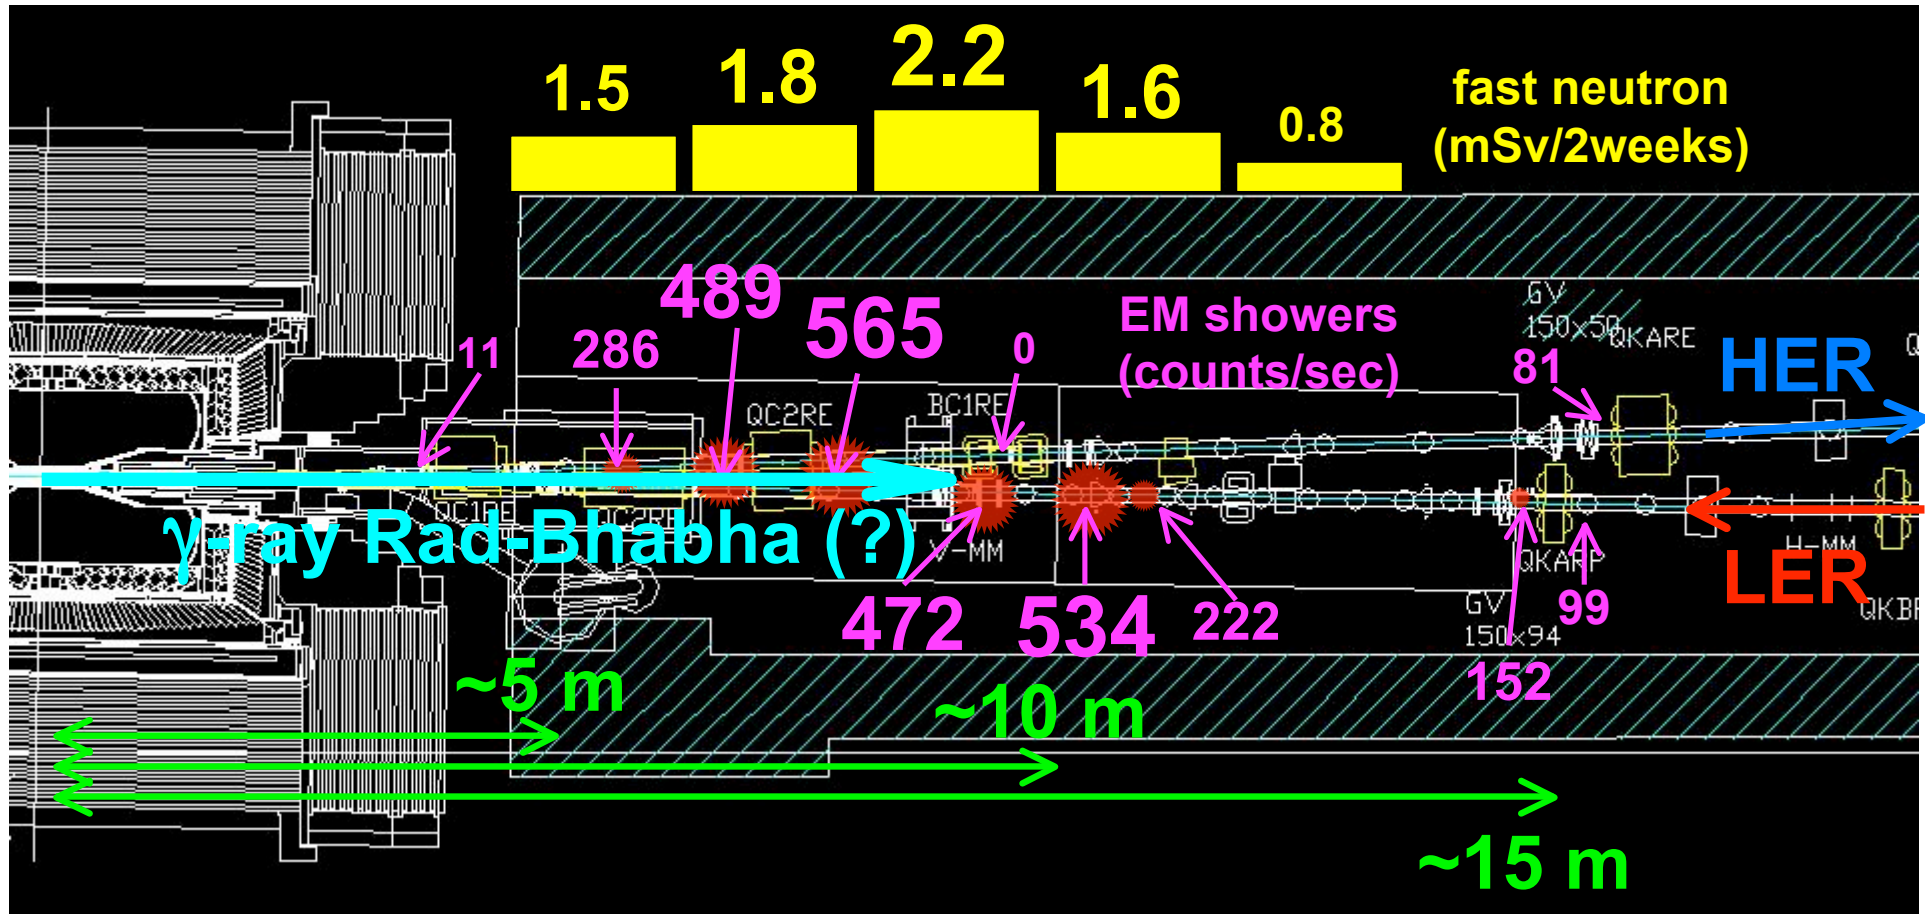 1.5
1.8
2.2
1.6
0.8
fast neutron
(mSv/2weeks)
489
565
286
11
0
EM showers
(counts/sec)
GV
150x50
QKARE
81
HER
QC2RE
BC1RE
QC1RE
γ-ray Rad-Bhabha (?)
V-MM
QKARP
H-MM
LER
472
534
222
GV
150x94
99
QKBP
152
~5 m
~10 m
~15 m